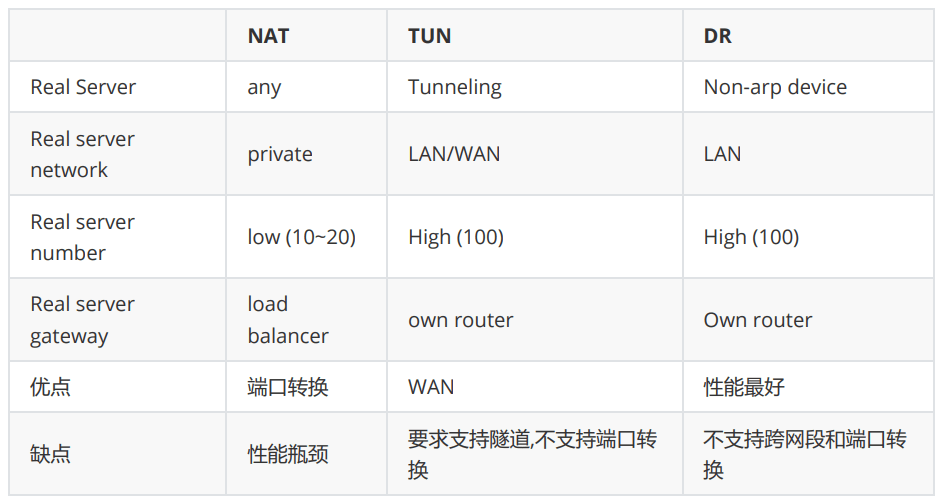 NAT TUN DR
Real Server any Tunneling Non-arp device
Real server
network
private LAN/WAN LAN
Real server
number
low (10~20) High (100) High (100)
Real server
gateway
load
balancer
own router Own router
优点 端口转换 WAN 性能最好
缺点 性能瓶颈
要求支持隧道,不支持端口转
换
不支持跨网段和端口转
换